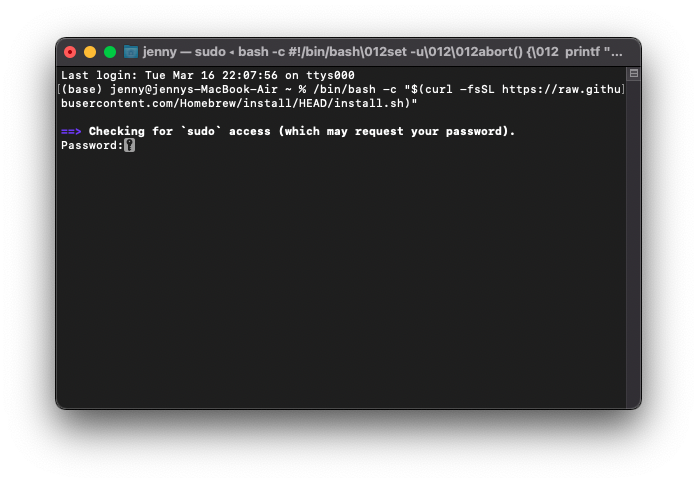 jenny — sudo ◂ bash -c #!/bin/bash\012set -u\012\012abort() {\012  printf "...
Last login: Tue Mar 16 22:07:56 on ttys000
[(base) jenny@jennys-MacBook-Air ~ % /bin/bash -c "$(curl -fsSL https://raw.githu]
busercontent.com/Homebrew/install/HEAD/install.sh)"
==> Checking for `sudo` access (which may request your password).
Password: